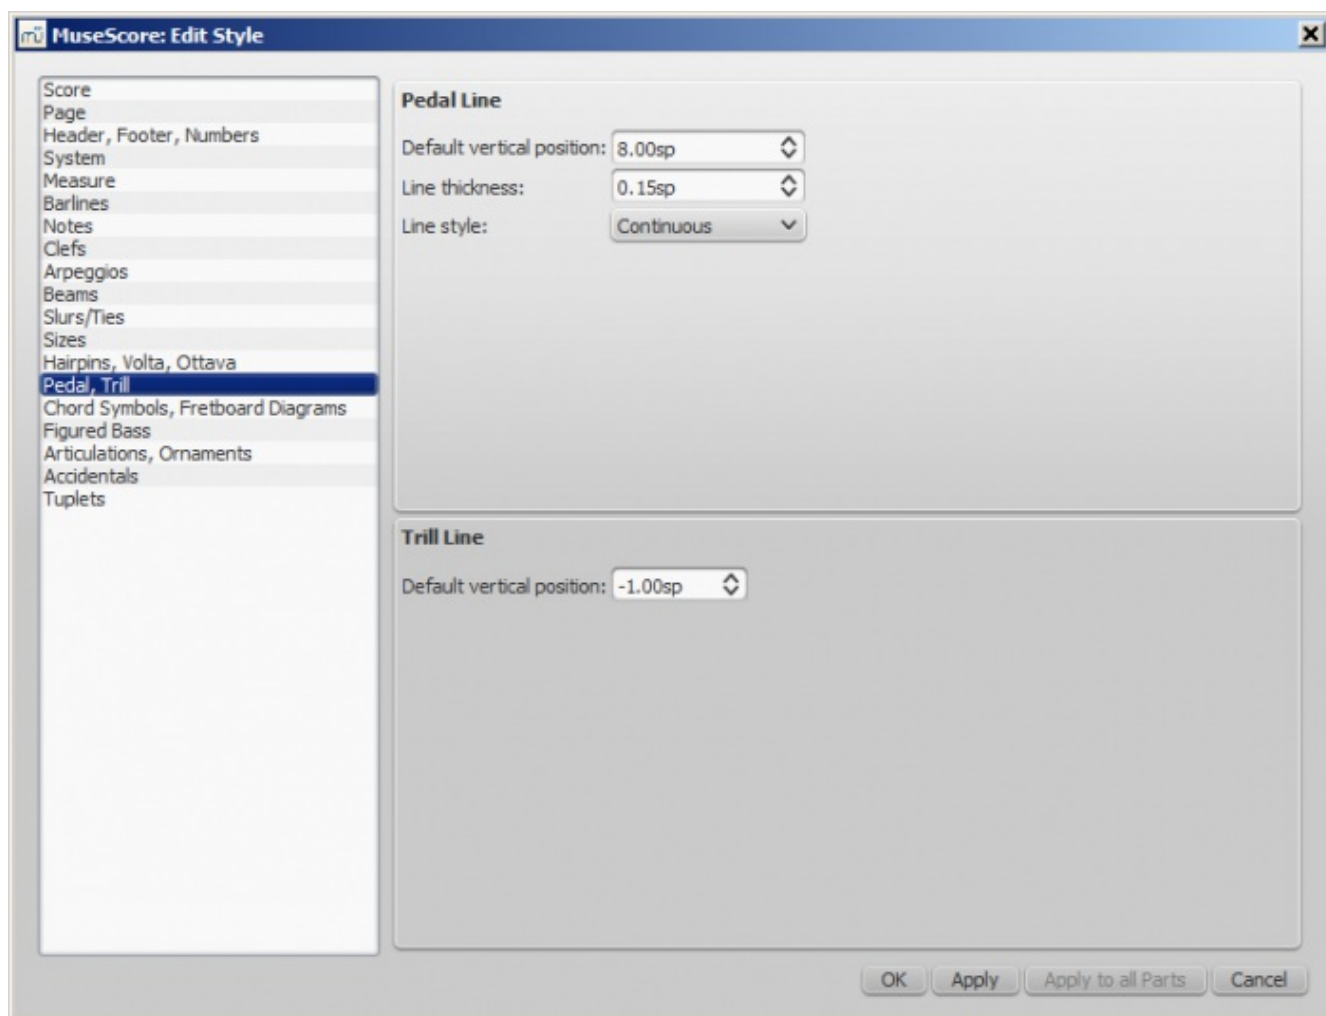 mü MuseScore: Edit Style
Score
Page
Header, Footer, Numbers
System
Measure
Barlines
Notes
Clefs
Arpeggios
Beams
Slurs/Ties
Sizes
Hairpins, Volta, Ottava
Pedal, Trill
Chord Symbols, Fretboard Diagrams
Figured Bass
Articulations, Ornaments
Accidentals
Tuplets
Pedal Line
Default vertical position: 8.00sp
Line thickness: 0.15sp
Line style: Continuous
Trill Line
Default vertical position: -1.00sp
OK Apply Apply to all Parts Cancel